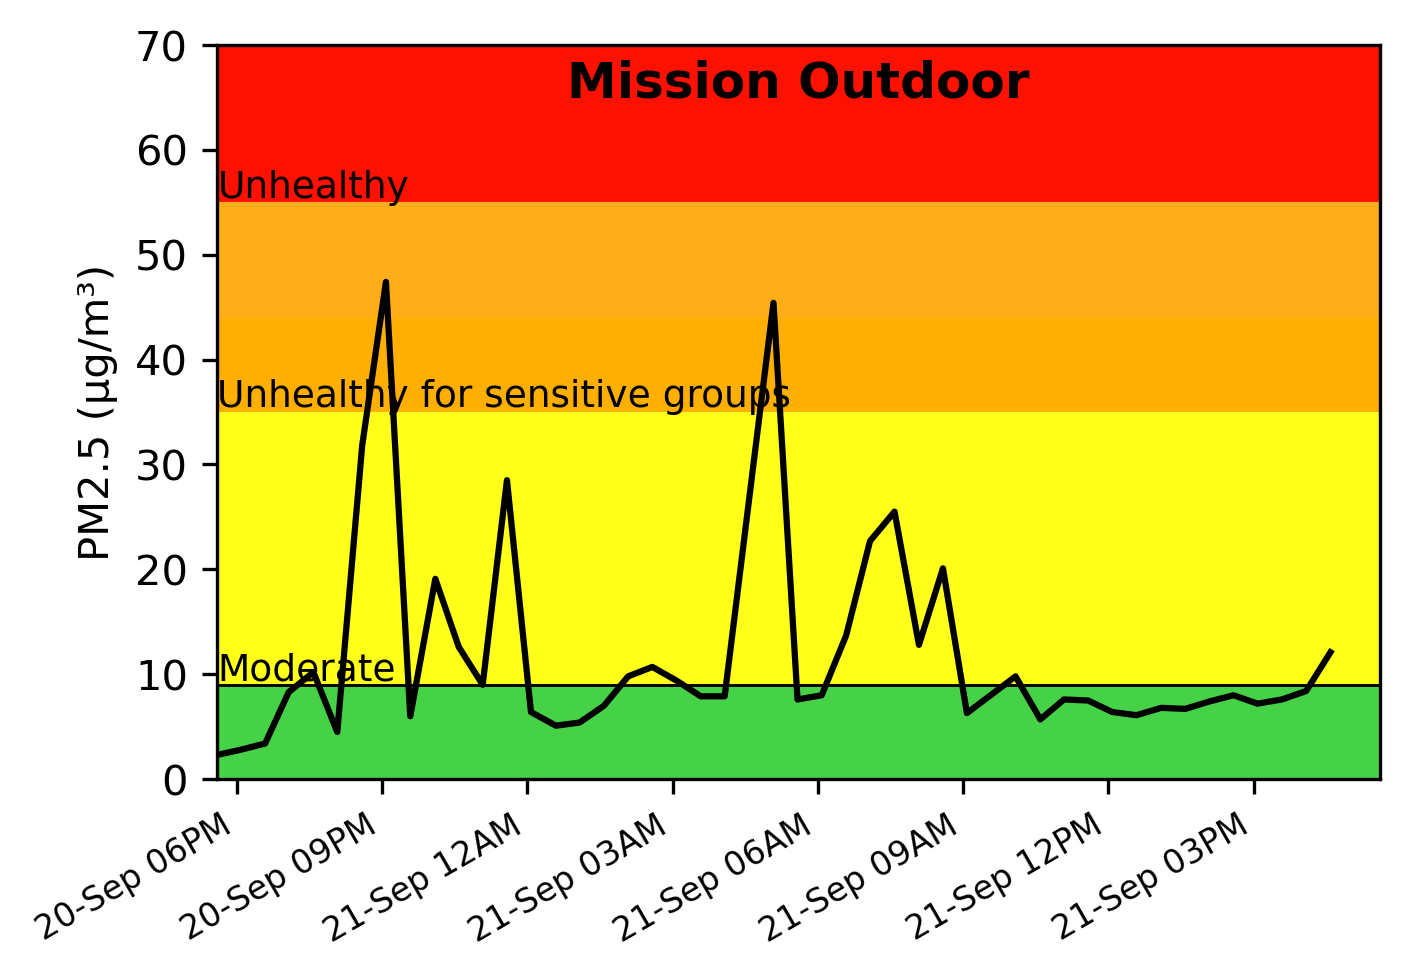 Mission Outdoor
70
60
50
40
30
20
10
0
PM2.5 (µg/m³)
Unhealthy
Unhealthy for sensitive groups
Moderate
20-Sep 06PM
20-Sep 09PM
21-Sep 12AM
21-Sep 03AM
21-Sep 06AM
21-Sep 09AM
21-Sep 12PM
21-Sep 03PM